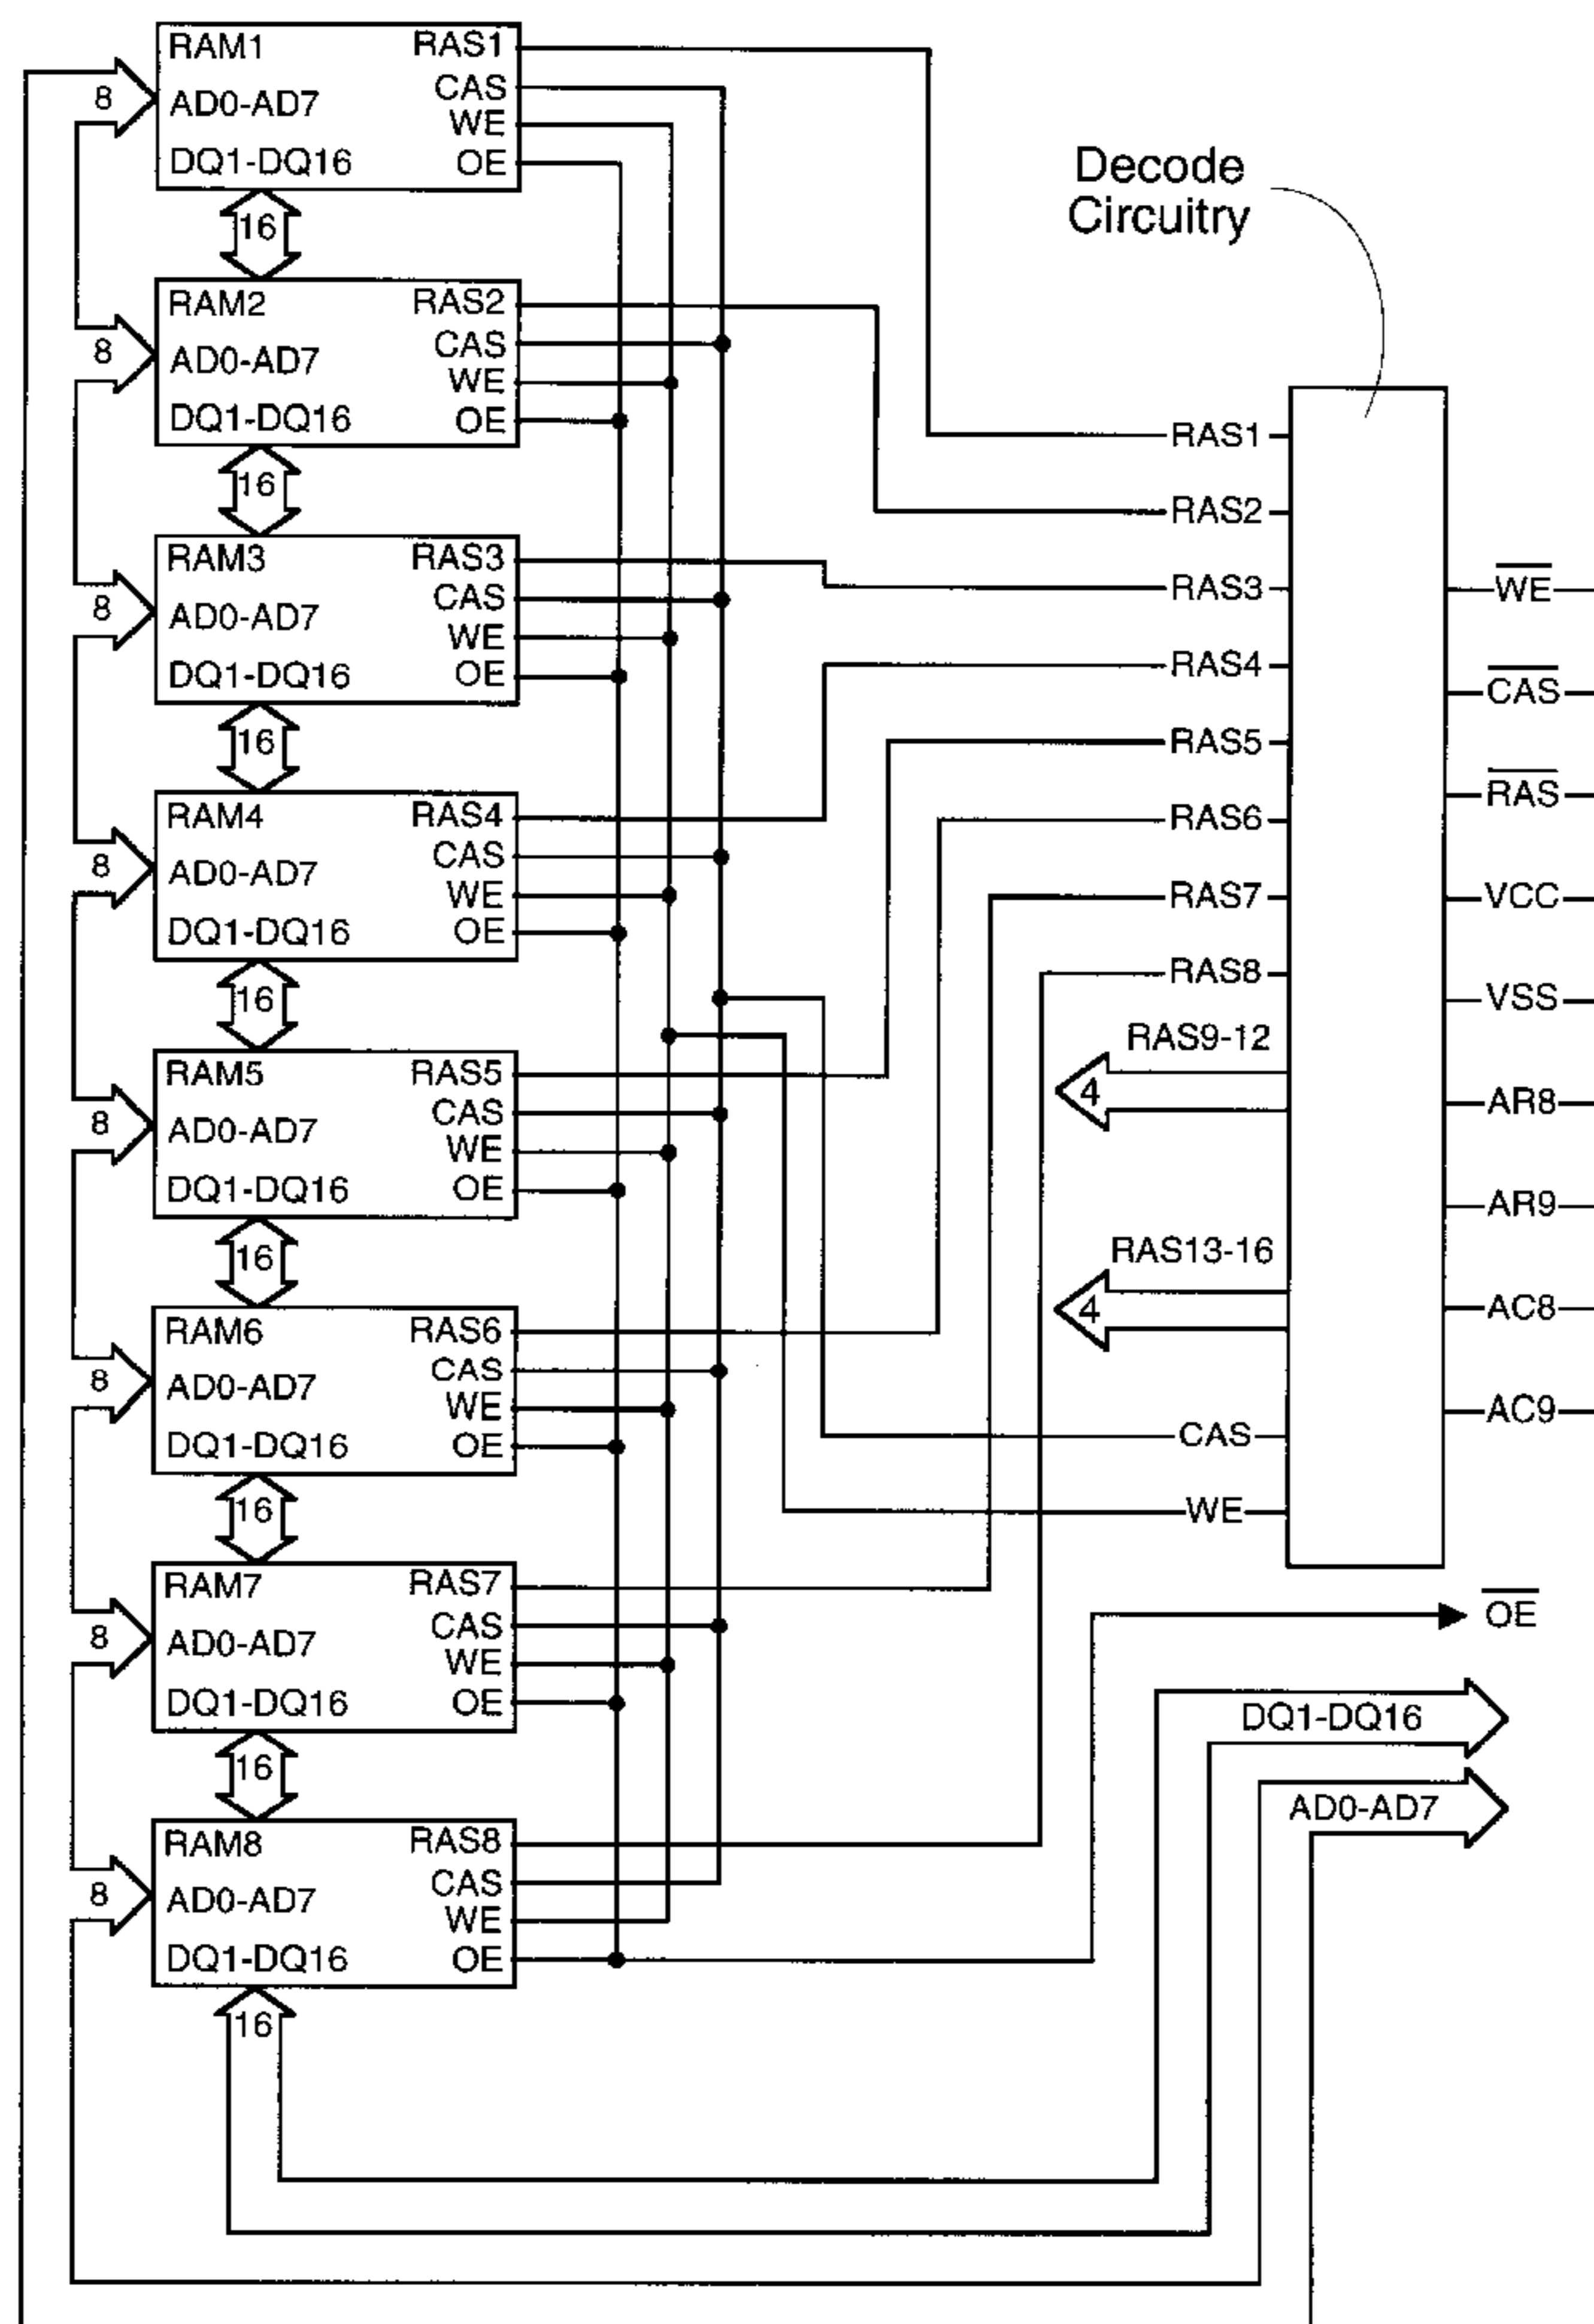 RAM1 RAS1
8 AD0-AD7 CAS
WE
DQ1-DQ16 OE
16
Decode
Circuitry
RAM2 RAS2
8 AD0-AD7 CAS
WE
DQ1-DQ16 OE
16
RAM3 RAS3
8 AD0-AD7 CAS
WE
DQ1-DQ16 OE
16
RAM4 RAS4
8 AD0-AD7 CAS
WE
DQ1-DQ16 OE
16
RAM5 RAS5
8 AD0-AD7 CAS
WE
DQ1-DQ16 OE
16
RAM6 RAS6
8 AD0-AD7 CAS
WE
DQ1-DQ16 OE
16
RAM7 RAS7
8 AD0-AD7 CAS
WE
DQ1-DQ16 OE
16
RAM8 RAS8
8 AD0-AD7 CAS
WE
DQ1-DQ16 OE
16
RAS1
RAS2
RAS3
RAS4
RAS5
RAS6
RAS7
RAS8
RAS9-12
4
RAS13-16
4
CAS
WE
W̅E̅
C̅A̅S̅
R̅A̅S̅
VCC
VSS
AR8
AR9
AC8
AC9
O̅E̅
DQ1-DQ16
AD0-AD7